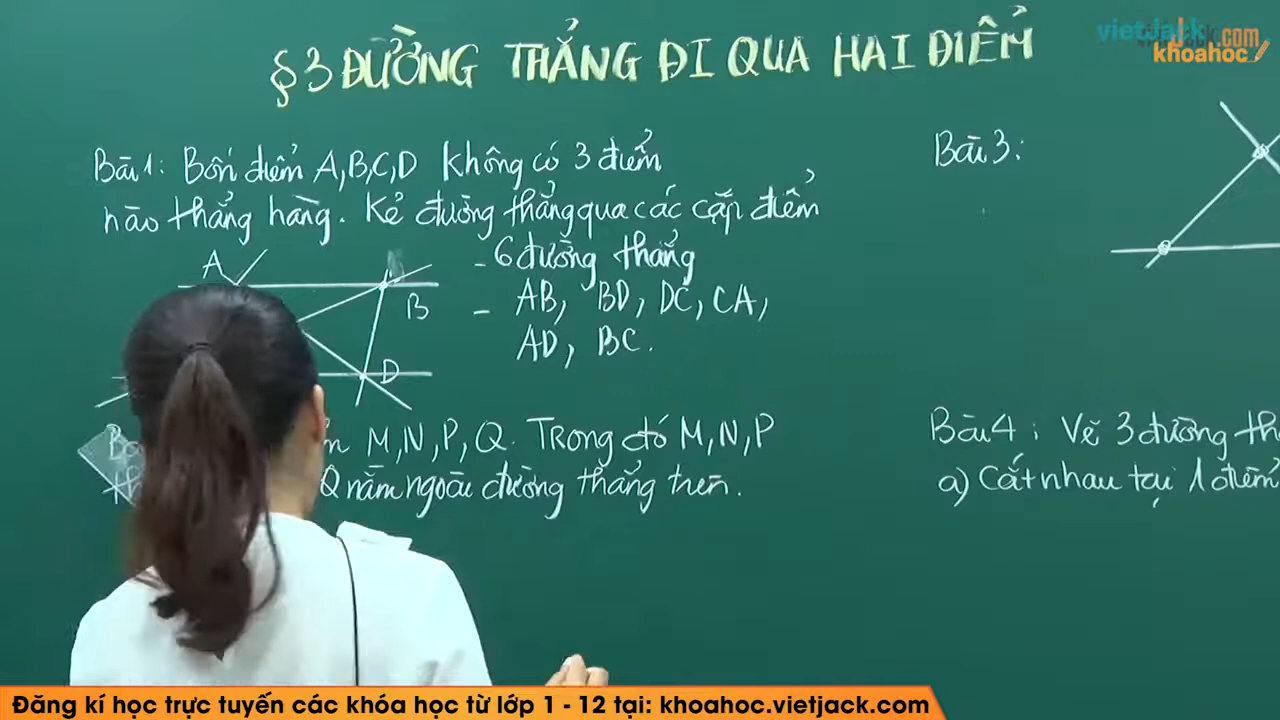 vietjack.com
khoahoc
§3 ĐƯỜNG THẲNG ĐI QUA HAI ĐIỂM
Bài 1: Bốn điểm A,B,C,D không có 3 điểm
nào thẳng hàng. Kẻ đường thẳng qua các cặp điểm
- 6 đường thẳng
- AB, BD, DC, CA,
AD, BC.
A
B
D
M,N,P,Q. Trong đó M,N,P
Q nằm ngoài đường thẳng trên.
Bài 3:
Bài 4: Vẽ 3 đường
a) Cắt nhau tại 1 điểm
Đăng kí học trực tuyến các khóa học từ lớp 1 - 12 tại: khoahoc.vietjack.com